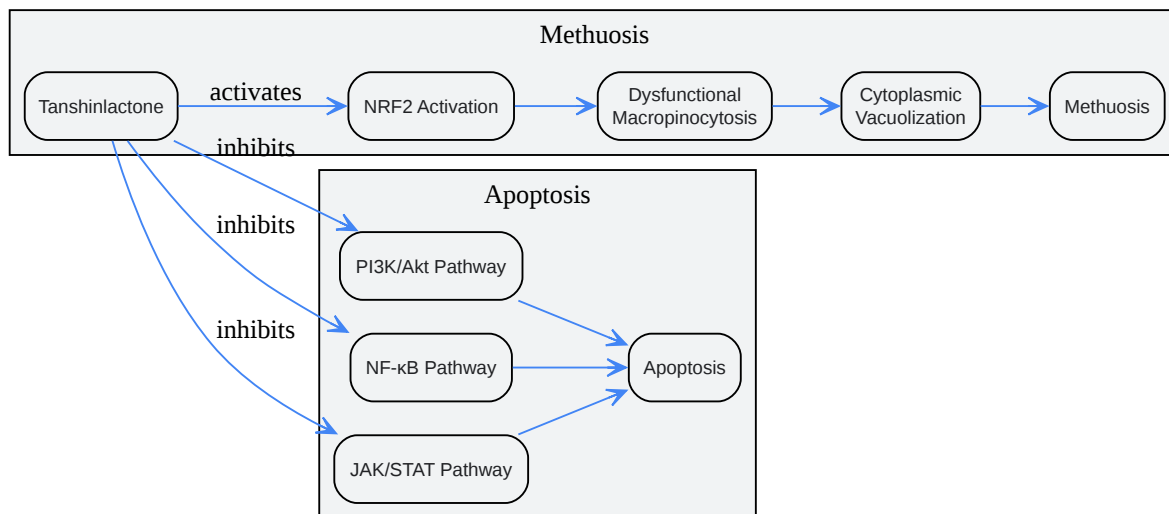 Methuosis
Tanshinlactone
activates
NRF2 Activation
Dysfunctional
Macropinocytosis
Cytoplasmic
Vacuolization
Methuosis
inhibits
Apoptosis
inhibits
PI3K/Akt Pathway
inhibits
NF-κB Pathway
Apoptosis
JAK/STAT Pathway